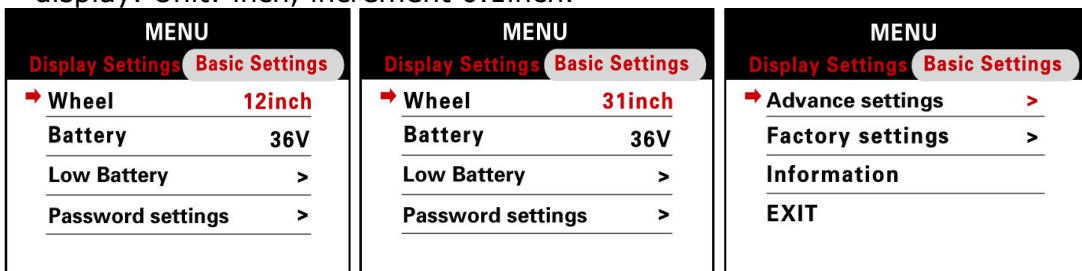 display. Unit: inch, increment 0.1inch.
MENU
Display Settings Basic Settings
Wheel 12inch
Battery 36V
Low Battery >
Password settings >
MENU
Display Settings Basic Settings
Wheel 31inch
Battery 36V
Low Battery >
Password settings >
MENU
Display Settings Basic Settings
Advance settings >
Factory settings >
Information
EXIT